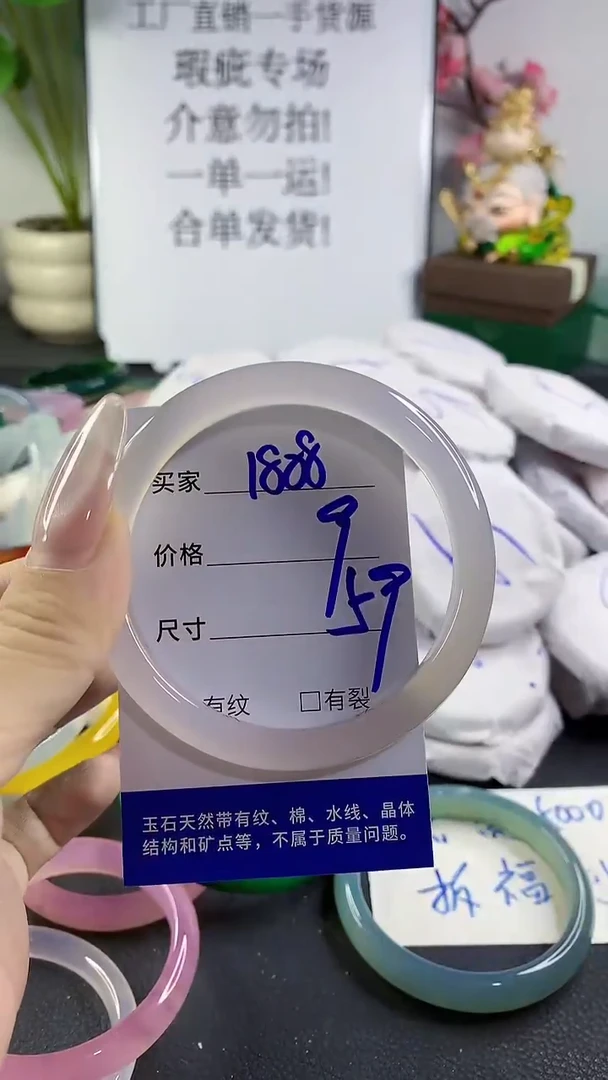 工厂直销一手货源
瑕疵专场
介意勿拍!
一单一运!
合单发货!
买家 1808
价格 9
尺寸 59
有纹 □有裂
玉石天然带有纹、棉、水线、晶体
结构和矿点等，不属于质量问题。
拆福